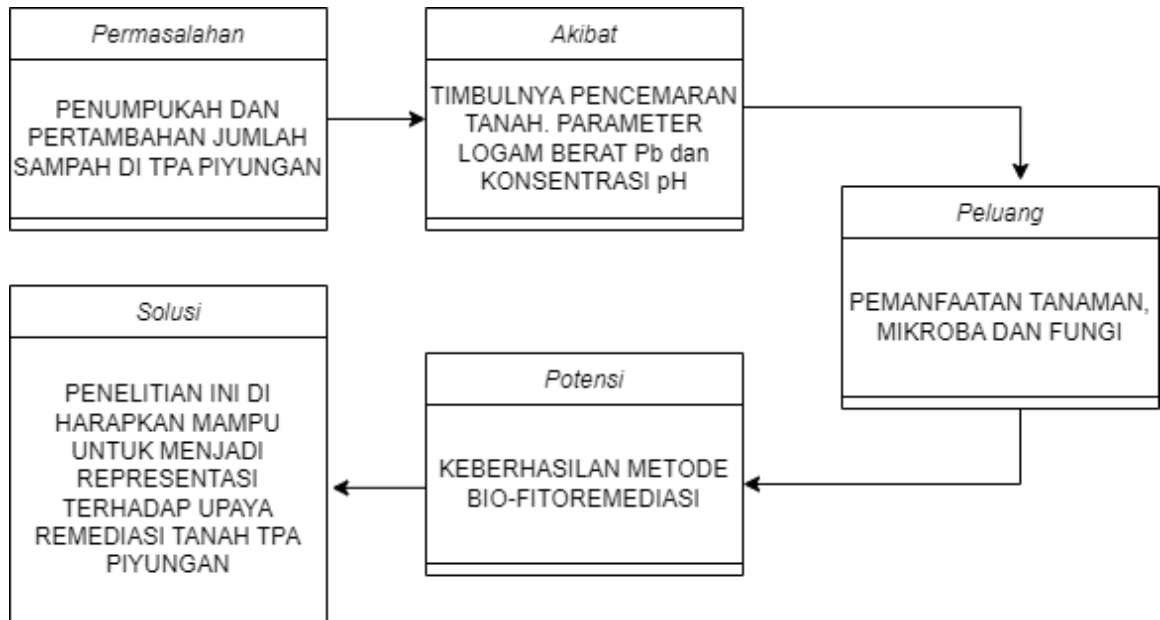 Permasalahan
PENUMPUKAH DAN
PERTAMBAHAN JUMLAH
SAMPAH DI TPA PIYUNGAN
Akibat
TIMBULNYA PENCEMARAN
TANAH. PARAMETER
LOGAM BERAT Pb dan
KONSENTRASI pH
Peluang
PEMANFAATAN TANAMAN,
MIKROBA DAN FUNGI
Potensi
KEBERHASILAN METODE
BIO-FITOREMEDIASI
Solusi
PENELITIAN INI DI
HARAPKAN MAMPU
UNTUK MENJADI
REPRESENTASI
TERHADAP UPAYA
REMEDIASI TANAH TPA
PIYUNGAN